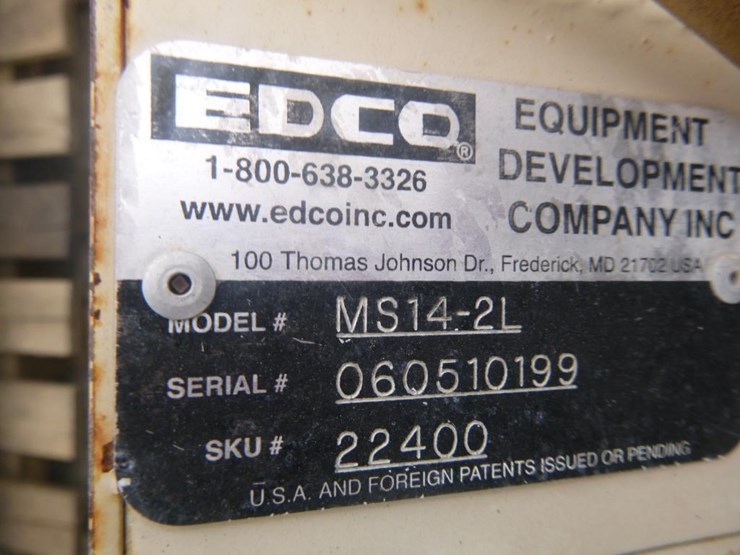 EDCO®
EQUIPMENT
DEVELOPMENT
COMPANY INC
1-800-638-3326
www.edcoinc.com
100 Thomas Johnson Dr., Frederick, MD 21702 USA
MODEL # MS14-2L
SERIAL # 060510199
SKU # 22400
U.S.A. AND FOREIGN PATENTS ISSUED OR PENDING